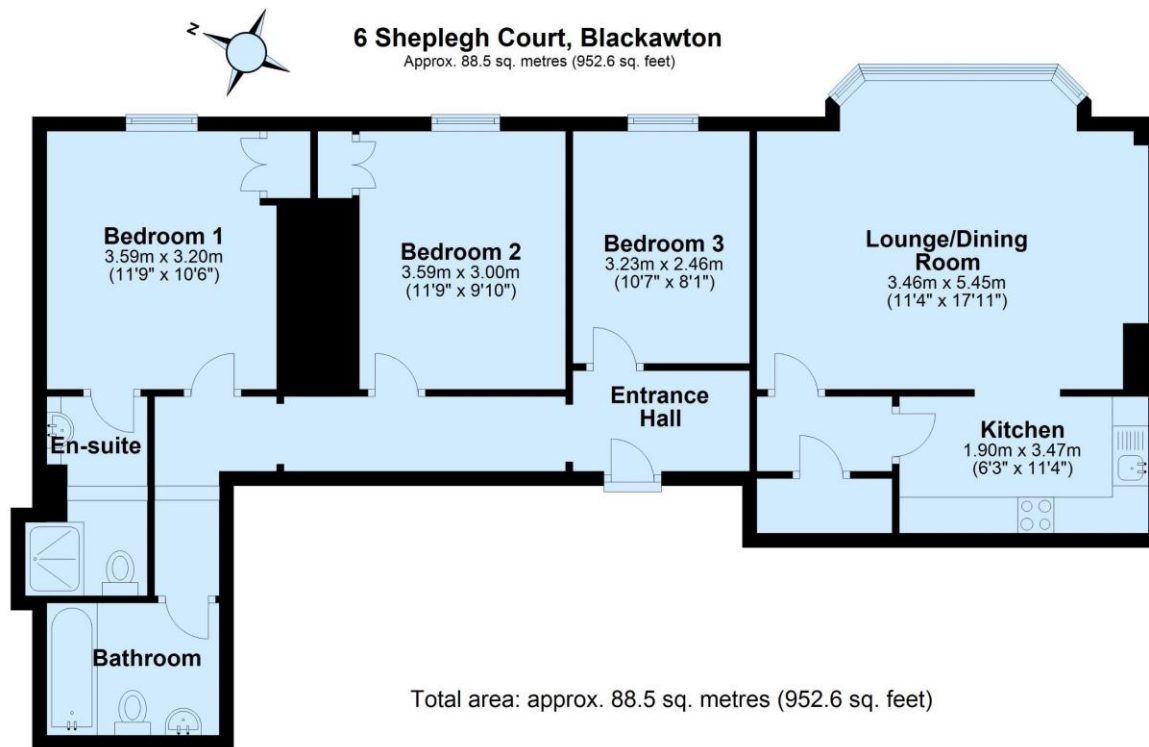 N
6 Sheplegh Court, Blackawton
Approx. 88.5 sq. metres (952.6 sq. feet)
Bedroom 1
3.59m x 3.20m
(11'9" x 10'6")
Bedroom 2
3.59m x 3.00m
(11'9" x 9'10")
Bedroom 3
3.23m x 2.46m
(10'7" x 8'1")
Lounge/Dining
Room
3.46m x 5.45m
(11'4" x 17'11")
Entrance
Hall
En-suite
Kitchen
1.90m x 3.47m
(6'3" x 11'4")
Bathroom
Total area: approx. 88.5 sq. metres (952.6 sq. feet)